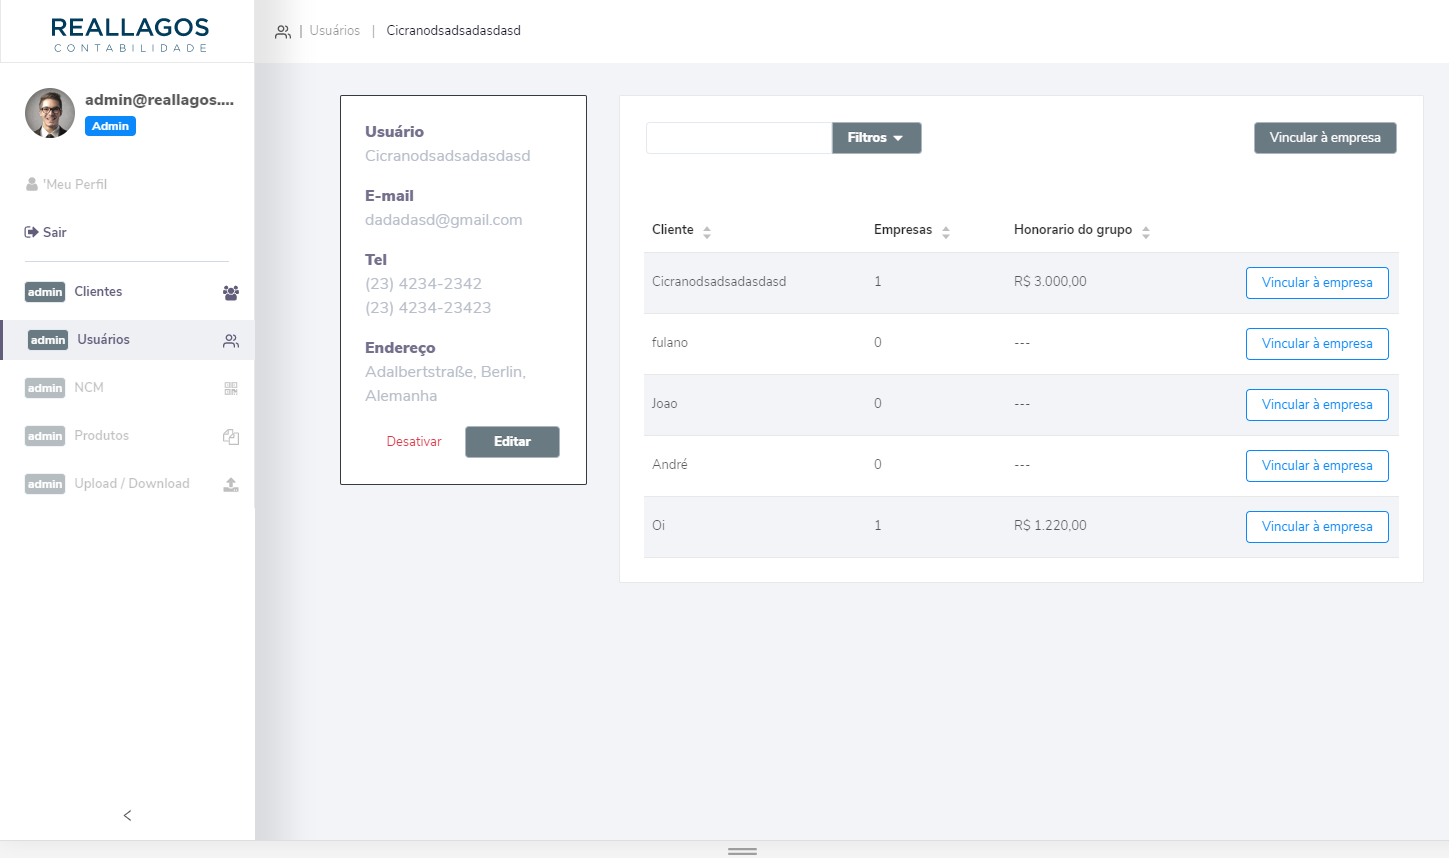 REALLAGOS
CONTABILIDADE
admin@reallagos....
Admin
'Meu Perfil
Sair
admin Clientes
admin Usuários
admin NCM
admin Produtos
admin Upload / Download
| Usuários | Cicranodsadsadasdasd
Usuário
Cicranodsadsadasdasd
E-mail
dadadasd@gmail.com
Tel
(23) 4234-2342
(23) 4234-23423
Endereço
Adalbertstraße, Berlin,
Alemanha
Desativar Editar
Filtros Vincular à empresa
Cliente Empresas Honorario do grupo
Cicranodsadsadasdasd 1 R$ 3.000,00 Vincular à empresa
fulano 0 --- Vincular à empresa
Joao 0 --- Vincular à empresa
André 0 --- Vincular à empresa
Oi 1 R$ 1.220,00 Vincular à empresa